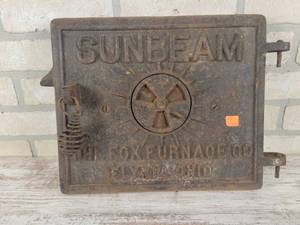 SUNBEAM
THE FOX FURNACE CO
ELYRIA OHIO